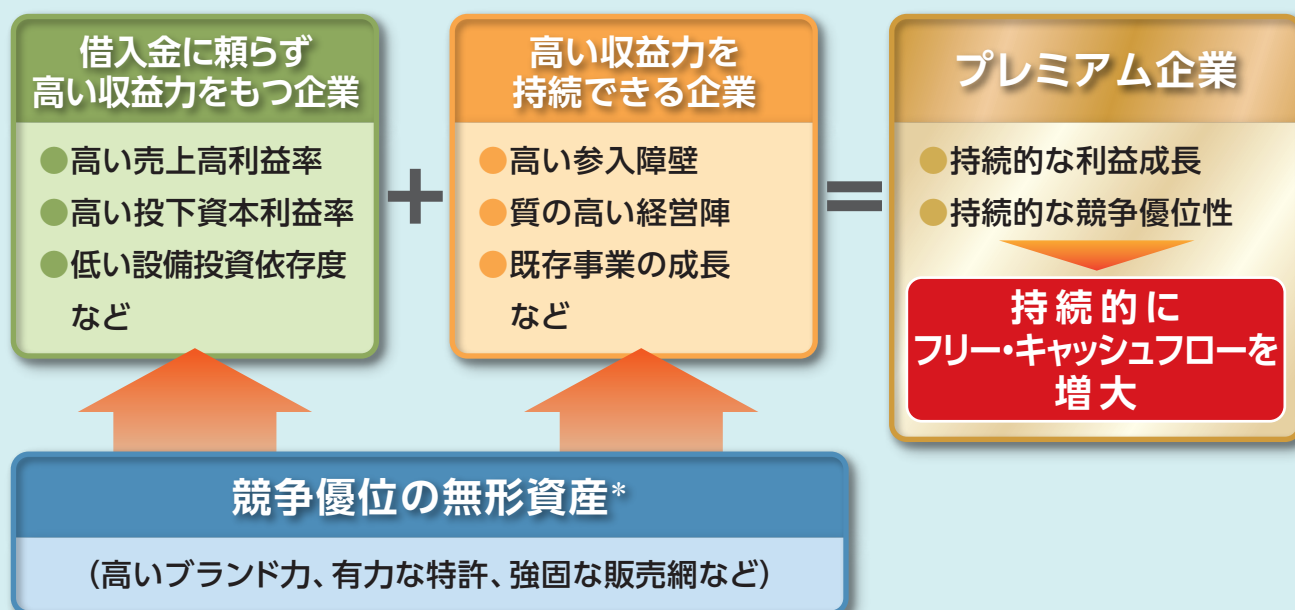 借入金に頼らず
高い収益力をもつ企業
●高い売上高利益率
●高い投下資本利益率
●低い設備投資依存度
など
+
高い収益力を
持続できる企業
●高い参入障壁
●質の高い経営陣
●既存事業の成長
など
=
プレミアム企業
●持続的な利益成長
●持続的な競争優位性
持続的に
フリー・キャッシュフローを
増大
競争優位の無形資産*
（高いブランド力、有力な特許、強固な販売網など）